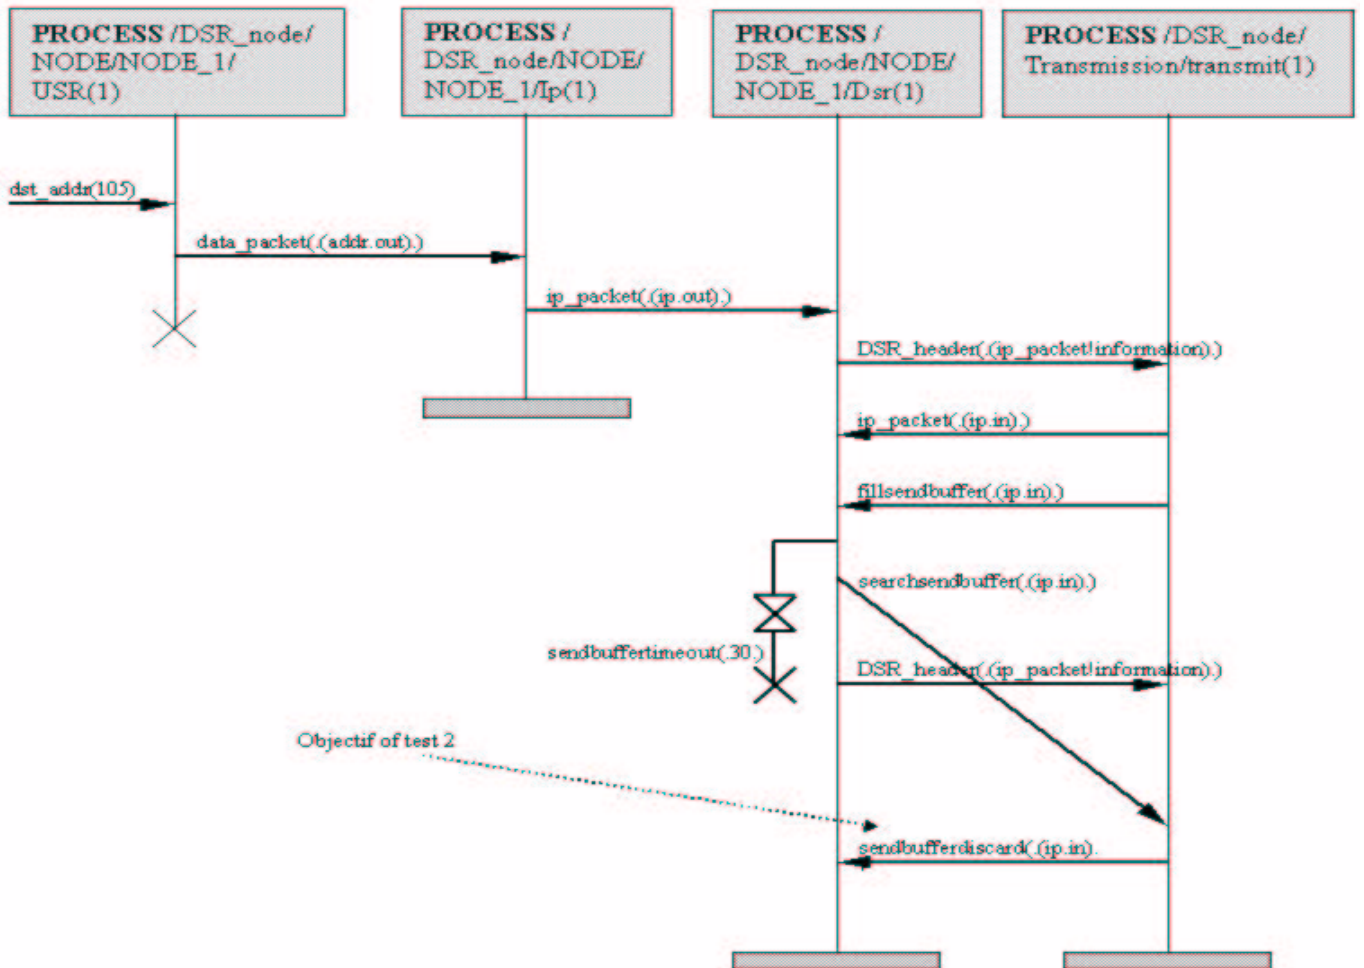 PROCESS /DSR_node/
NODE/NODE_1/
USR(1)
PROCESS /
DSR_node/NODE/
NODE_1/Ip(1)
PROCESS /
DSR_node/NODE/
NODE_1/Dsr(1)
PROCESS /DSR_node/
Transmission/transmit(1)
dst_addr(105)
data_packet(.(addr.out).)
ip_packet(.(ip.out).)
DSR_header(.(ip_packet!information).)
ip_packet(.(ip.in).)
fillsendbuffer(.(ip.in).)
searchsendbuffer(.(ip.in).)
sendbuffertimeout(.30.)
DSR_header(.(ip_packet!information).)
Objectif of test 2
sendbufferdiscard(.(ip.in).